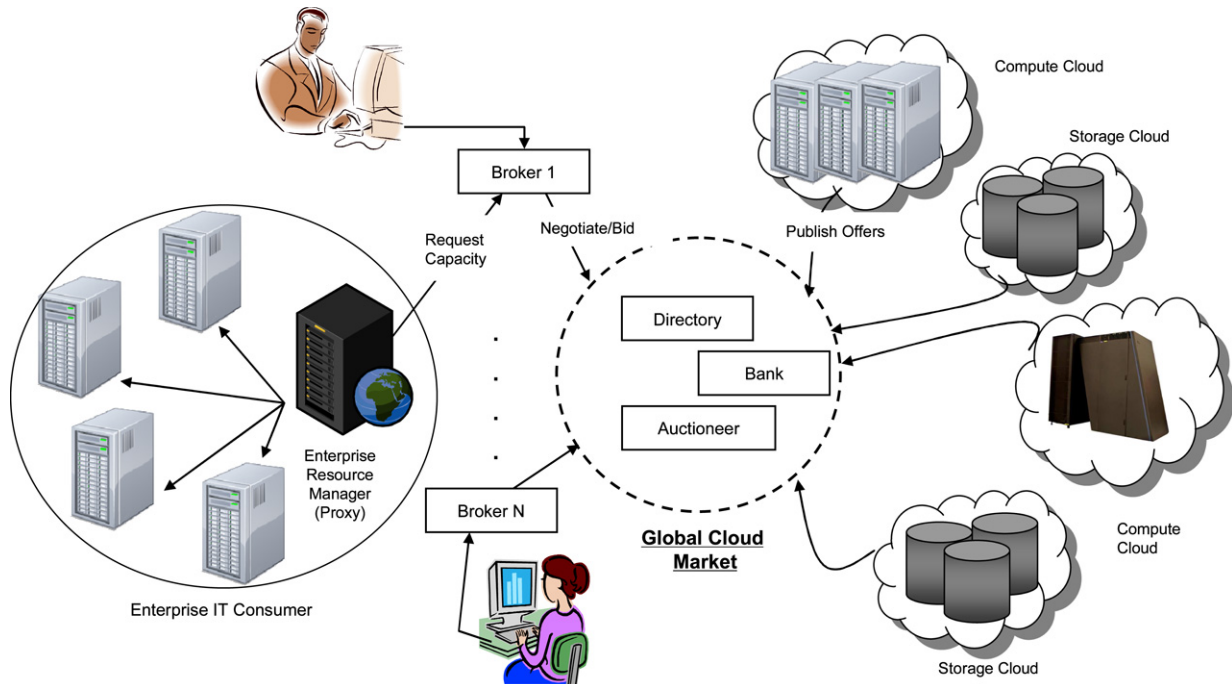 Compute Cloud
Storage Cloud
Broker 1
Request
Capacity
Negotiate/Bid
Publish Offers
Directory
Bank
Auctioneer
Enterprise
Resource
Manager
(Proxy)
Broker N
Global Cloud
Market
Compute
Cloud
Enterprise IT Consumer
Storage Cloud